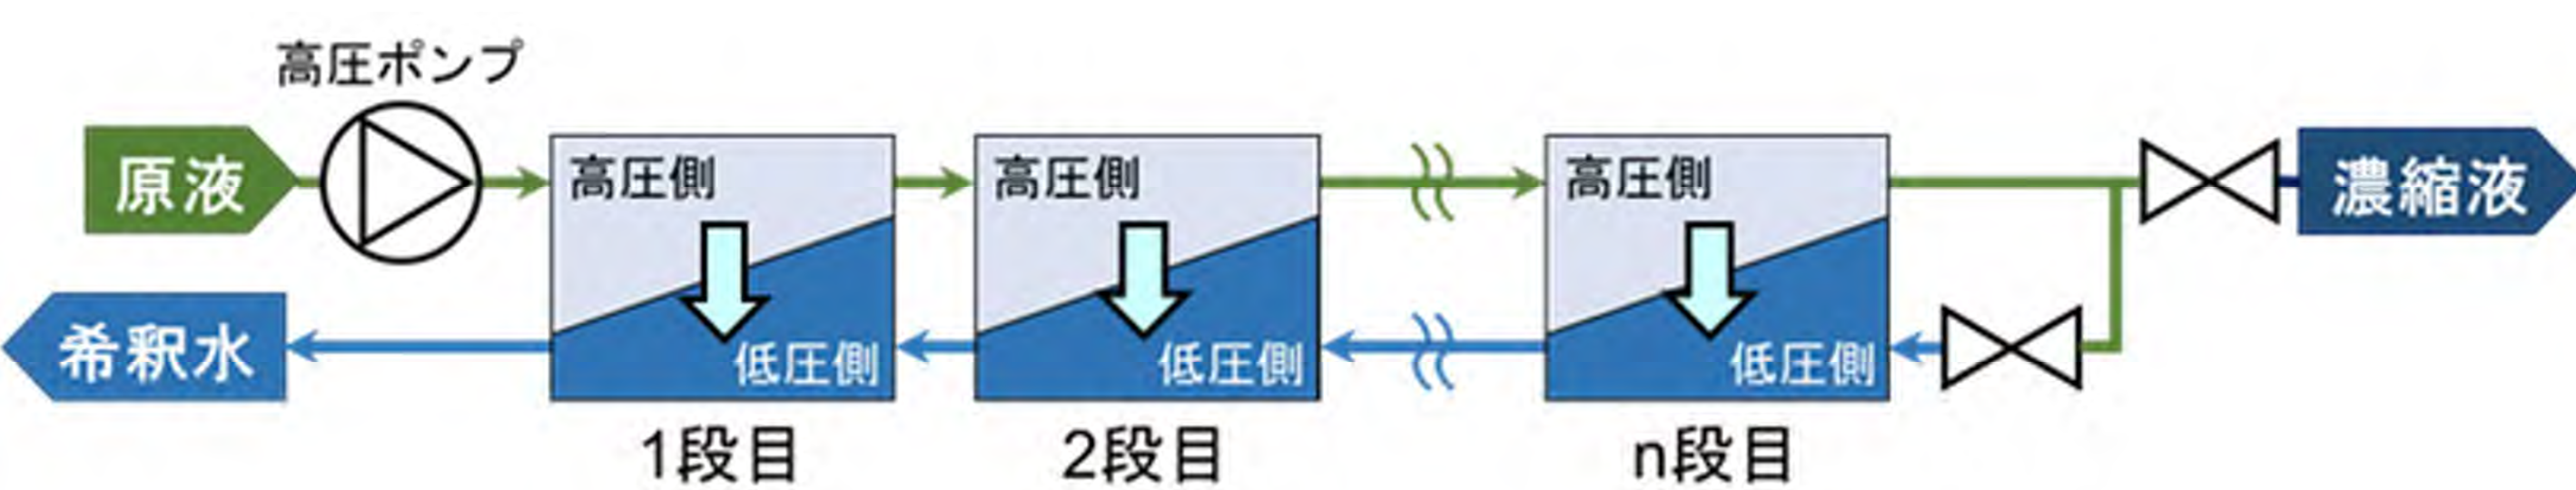 高圧ポンプ
原液
高圧側
高圧側
高圧側
濃縮液
希釈水
低圧側
低圧側
低圧側
1段目
2段目
n段目